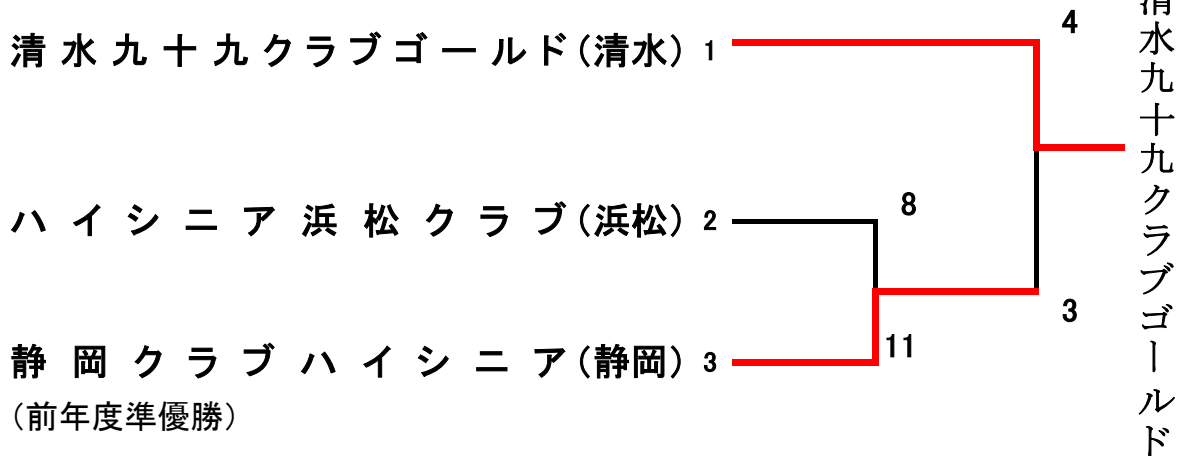 清水九十九クラブゴールド(清水) 1
4
ハイシニア浜松クラブ(浜松) 2
8
静岡クラブハイシニア(静岡) 3
11
3
(前年度準優勝)
清水九十九クラブゴールド